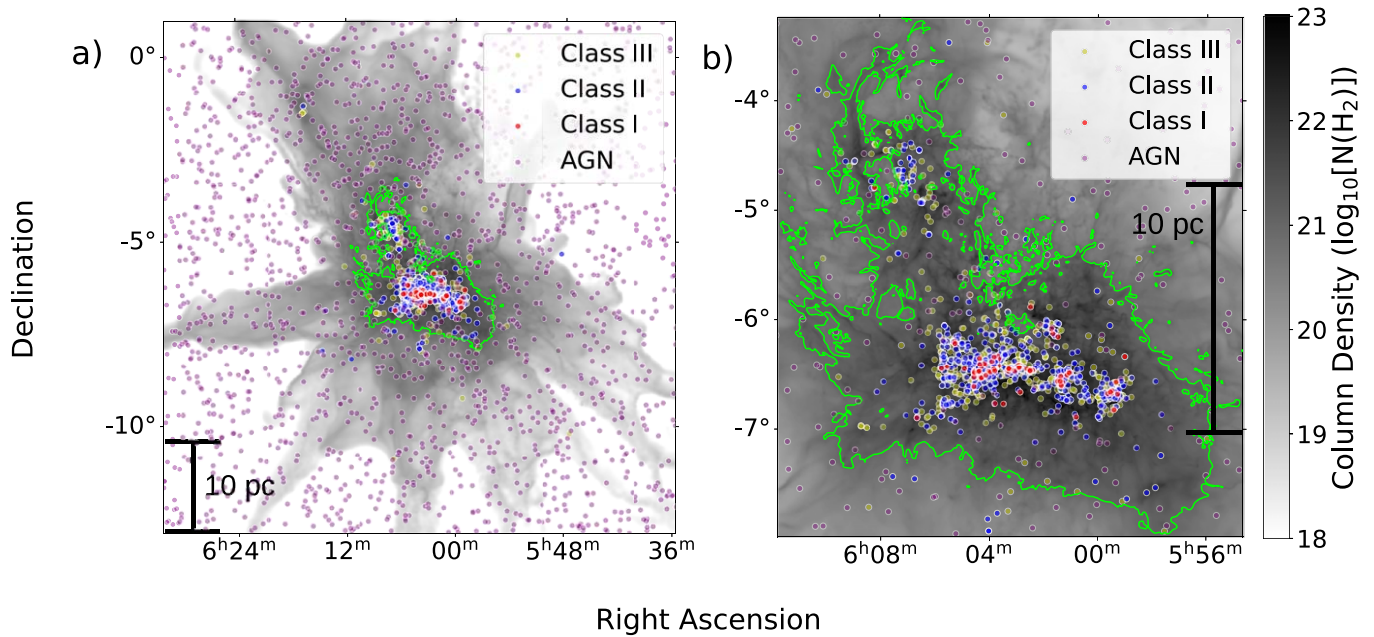 a)
0°
-5°
-10°
Declination
Class III
Class II
Class I
AGN
10 pc
6ʰ24ᵐ 12ᵐ 00ᵐ 5ʰ48ᵐ 36ᵐ
b)
-4°
-5°
-6°
-7°
Class III
Class II
Class I
AGN
10 pc
6ʰ08ᵐ 04ᵐ 00ᵐ 5ʰ56ᵐ
23
22
21
20
19
18
Column Density (log₁₀[N(H₂)])
Right Ascension